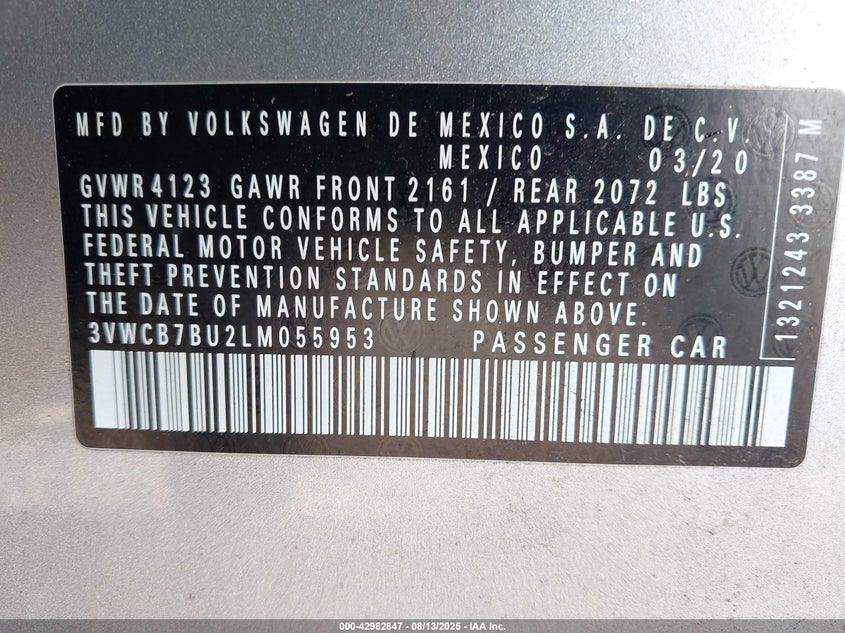 MFD BY VOLKSWAGEN DE MEXICO S.A. DE C.V.
MEXICO 03/20
GVWR 4123 GAWR FRONT 2161 / REAR 2072 LBS
THIS VEHICLE CONFORMS TO ALL APPLICABLE U.S.
FEDERAL MOTOR VEHICLE SAFETY, BUMPER AND
THEFT PREVENTION STANDARDS IN EFFECT ON
THE DATE OF MANUFACTURE SHOWN ABOVE.
3VWCB7BU2LM055953 PASSENGER CAR
1321243 3387 M
000-42982847 - 08/13/2025 - IAA Inc.